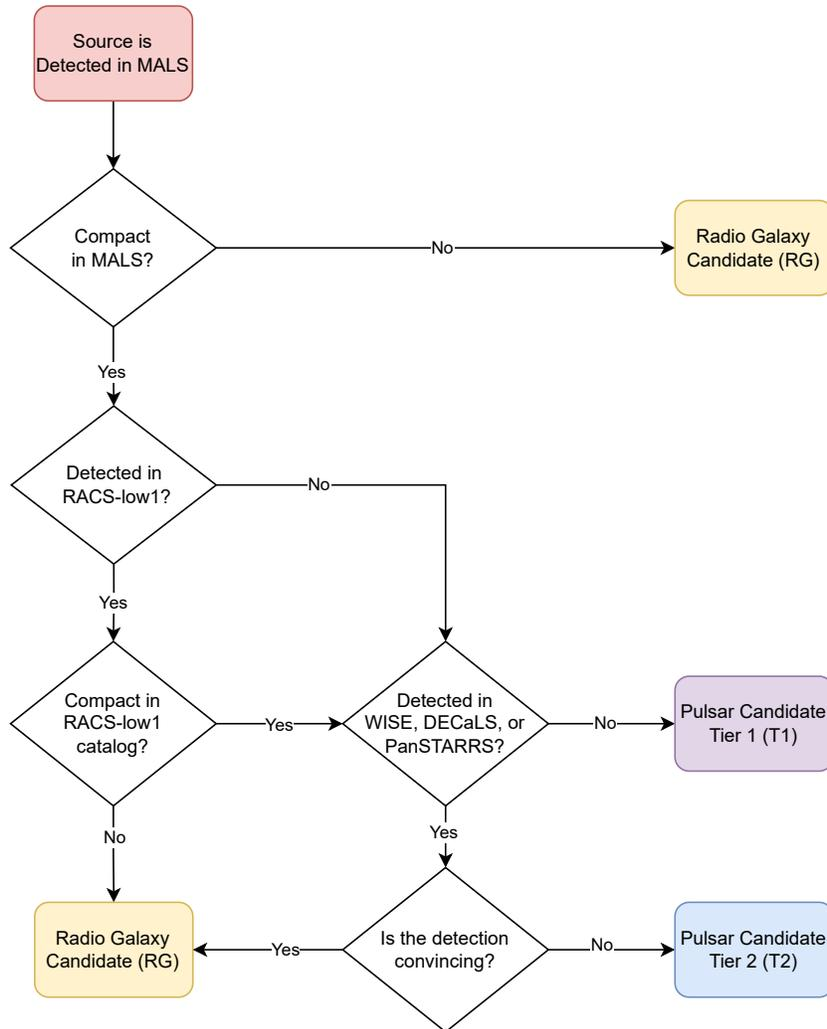 Source is
Detected in MALS
Compact
in MALS?
No
Radio Galaxy
Candidate (RG)
Yes
Detected in
RACS-low1?
No
Yes
Compact in
RACS-low1
catalog?
Yes
Detected in
WISE, DECaLS, or
PanSTARRS?
No
Pulsar Candidate
Tier 1 (T1)
No
Yes
Radio Galaxy
Candidate (RG)
Yes
Is the detection
convincing?
No
Pulsar Candidate
Tier 2 (T2)